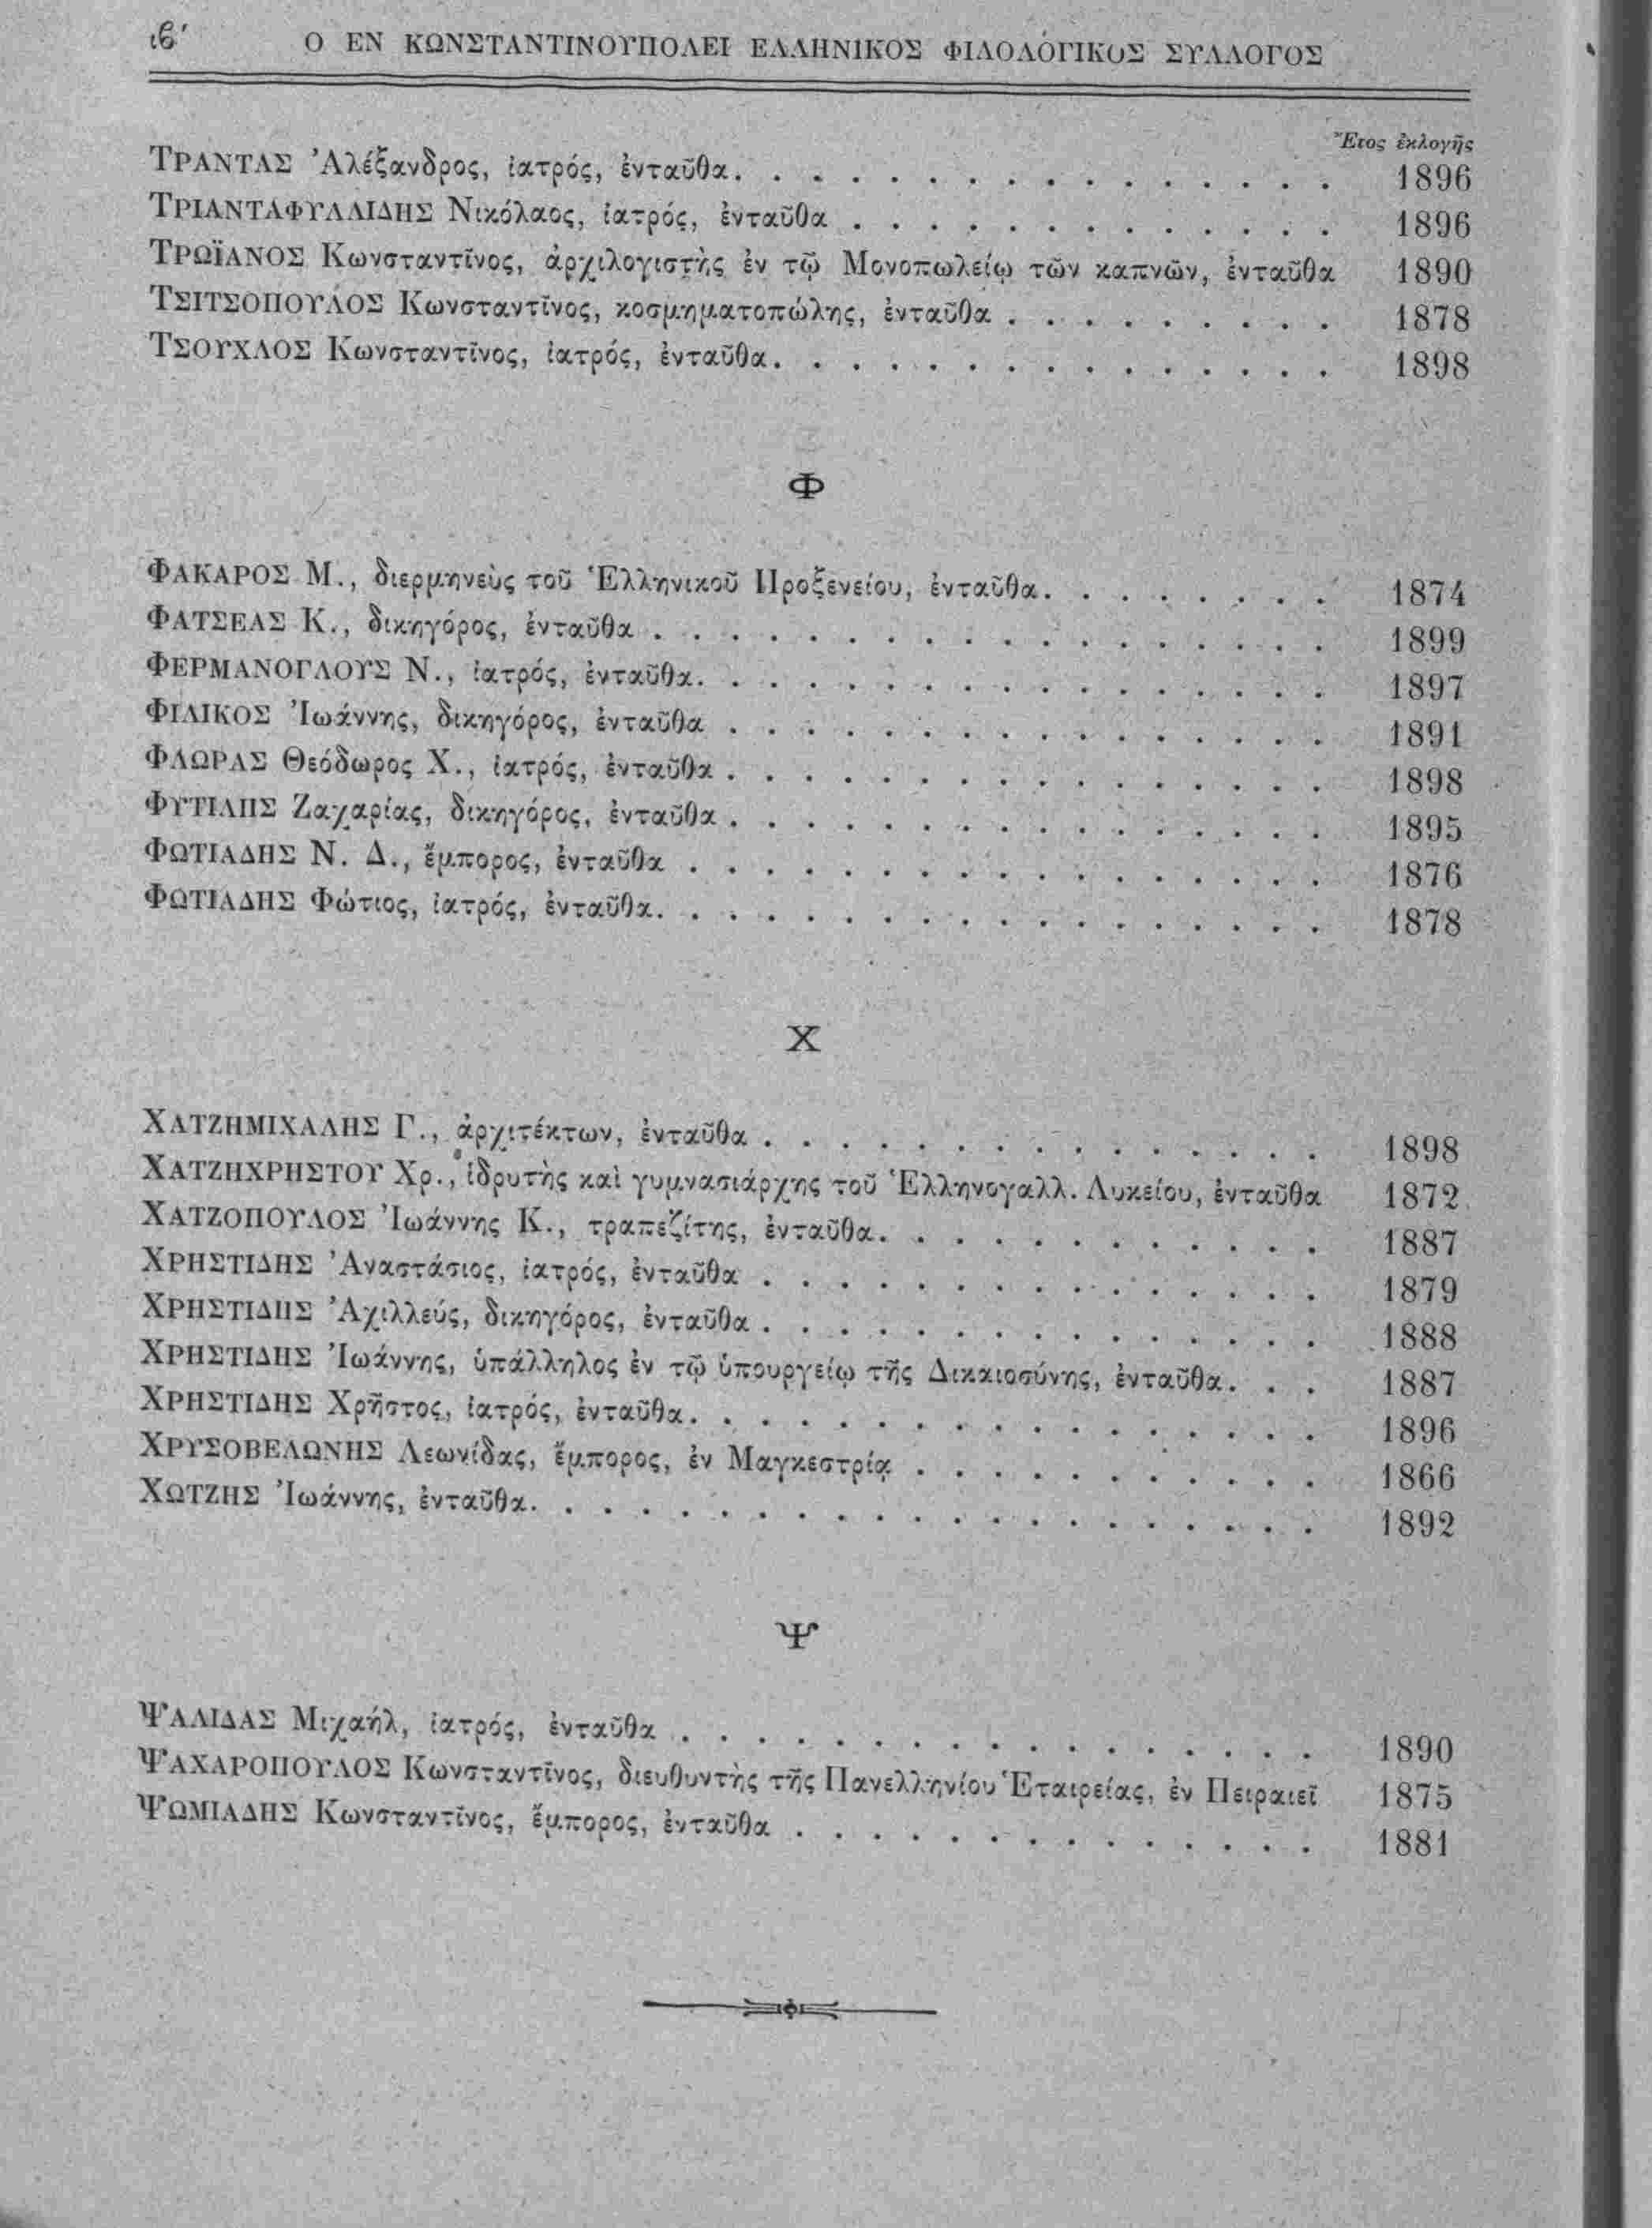 ιϐ′ Ο ΕΝ ΚΩΝΣΤΑΝΤΙΝΟΥΠΟΛΕΙ ΕΛΛΗΝΙΚΟΣ ΦΙΛΟΛΟΓΙΚΟΣ ΣΥΛΛΟΓΟΣ
Ἔτος ἐκλογῆς
ΤΡΑΝΤΑΣ Ἀλέξανδρος, ἰατρός, ἐνταῦθα. . . . . . . . . . . . . . . . 1896
ΤΡΙΑΝΤΑΦΥΛΛΙΔΗΣ Νικόλαος, ἰατρός, ἐνταῦθα . . . . . . . . . . . . . 1896
ΤΡΩΪΑΝΟΣ Κωνσταντῖνος, ἀρχιλογιστὴς ἐν τῷ Μονοπωλείῳ τῶν καπνῶν, ἐνταῦθα 1890
ΤΣΙΤΣΟΠΟΥΛΟΣ Κωνσταντῖνος, κοσμηματοπώλης, ἐνταῦθα . . . . . . . . . 1878
ΤΣΟΥΧΛΟΣ Κωνσταντῖνος, ἰατρός, ἐνταῦθα. . . . . . . . . . . . . . . 1898
Φ
ΦΑΚΑΡΟΣ Μ., διερμηνεὺς τοῦ Ἑλληνικοῦ Προξενείου, ἐνταῦθα. . . . . . . . 1874
ΦΑΤΣΕΑΣ Κ., δικηγόρος, ἐνταῦθα . . . . . . . . . . . . . . . . . . 1899
ΦΕΡΜΑΝΟΓΛΟΥΣ Ν., ἰατρός, ἐνταῦθα. . . . . . . . . . . . . . . . . 1897
ΦΙΛΙΚΟΣ Ἰωάννης, δικηγόρος, ἐνταῦθα . . . . . . . . . . . . . . . . 1891
ΦΛΩΡΑΣ Θεόδωρος Χ., ἰατρός, ἐνταῦθα . . . . . . . . . . . . . . . . 1898
ΦΥΤΙΛΗΣ Ζαχαρίας, δικηγόρος, ἐνταῦθα . . . . . . . . . . . . . . . . 1895
ΦΩΤΙΑΔΗΣ Ν. Δ., ἔμπορος, ἐνταῦθα . . . . . . . . . . . . . . . . . 1876
ΦΩΤΙΑΔΗΣ Φώτιος, ἰατρός, ἐνταῦθα. . . . . . . . . . . . . . . . . . 1878
Χ
ΧΑΤΖΗΜΙΧΑΛΗΣ Γ., ἀρχιτέκτων, ἐνταῦθα . . . . . . . . . . . . . . . 1898
ΧΑΤΖΗΧΡΗΣΤΟΥ Χρ., ἱδρυτὴς καὶ γυμνασιάρχης τοῦ Ἑλληνογαλλ. Λυκείου, ἐνταῦθα 1872
ΧΑΤΖΟΠΟΥΛΟΣ Ἰωάννης Κ., τραπεζίτης, ἐνταῦθα. . . . . . . . . . . . 1887
ΧΡΗΣΤΙΔΗΣ Ἀναστάσιος, ἰατρός, ἐνταῦθα . . . . . . . . . . . . . . . 1879
ΧΡΗΣΤΙΔΗΣ Ἀχιλλεύς, δικηγόρος, ἐνταῦθα . . . . . . . . . . . . . . . 1888
ΧΡΗΣΤΙΔΗΣ Ἰωάννης, ὑπάλληλος ἐν τῷ ὑπουργείῳ τῆς Δικαιοσύνης, ἐνταῦθα. . . 1887
ΧΡΗΣΤΙΔΗΣ Χρῆστος, ἰατρός, ἐνταῦθα. . . . . . . . . . . . . . . . . 1896
ΧΡΥΣΟΒΕΛΩΝΗΣ Λεωνίδας, ἔμπορος, ἐν Μαγκεστρίᾳ . . . . . . . . . . . 1866
ΧΩΤΖΗΣ Ἰωάννης, ἐνταῦθα. . . . . . . . . . . . . . . . . . . . . 1892
Ψ
ΨΑΛΙΔΑΣ Μιχαήλ, ἰατρός, ἐνταῦθα . . . . . . . . . . . . . . . . . 1890
ΨΑΧΑΡΟΠΟΥΛΟΣ Κωνσταντῖνος, διευθυντὴς τῆς Πανελληνίου Ἑταιρείας, ἐν Πειραιεῖ 1875
ΨΩΜΙΑΔΗΣ Κωνσταντῖνος, ἔμπορος, ἐνταῦθα . . . . . . . . . . . . . . 1881